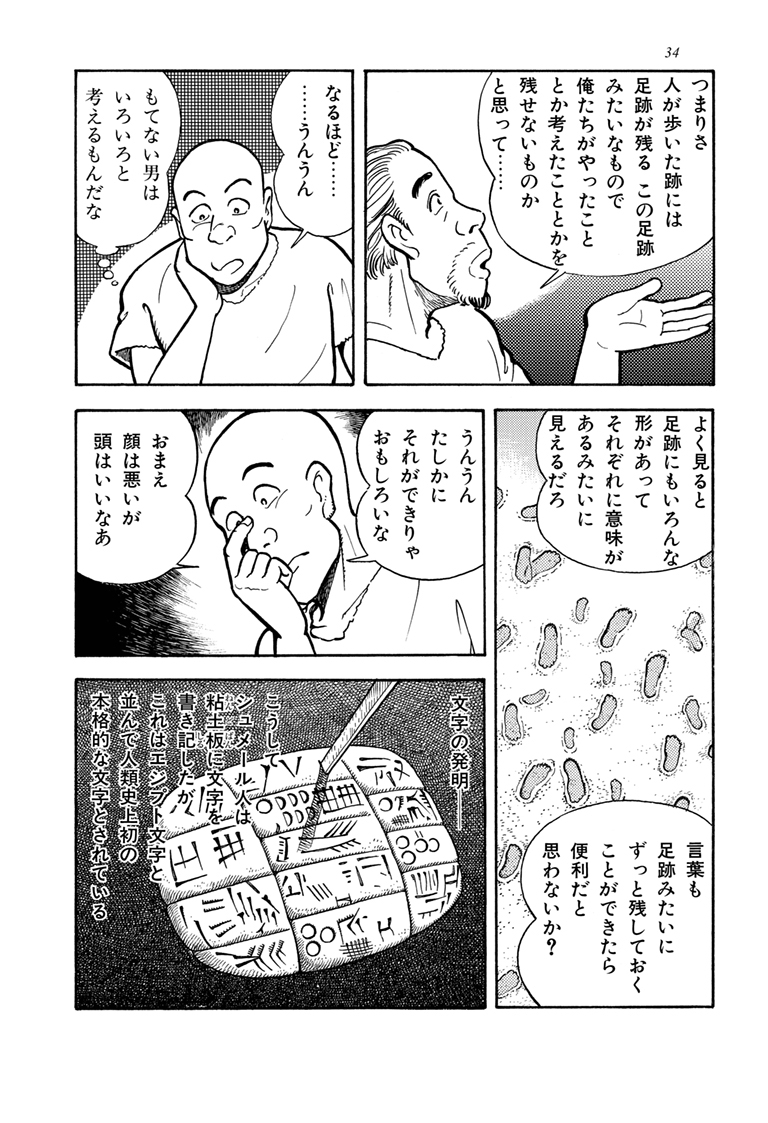 34
つまりさ
人が歩いた跡には
足跡が残る この足跡
みたいなもので
俺たちがやったこと
とか考えたこととかを
残せないものか
と思って……
なるほど……
……うんうん
もてない男は
いろいろと
考えるもんだな
よく見ると
足跡にもいろんな
形があって
それぞれに意味が
あるみたいに
見えるだろ
言葉も
足跡みたいに
ずっと残しておく
ことができたら
便利だと
思わないか?
うんうん
たしかに
それができりゃ
おもしろいな
おまえ
顔は悪いが
頭はいいなあ
文字の発明──
こうして
シュメール人は
粘土板に文字を
書き記したが
これはエジプト文字と
並んで人類史上初の
本格的な文字とされている